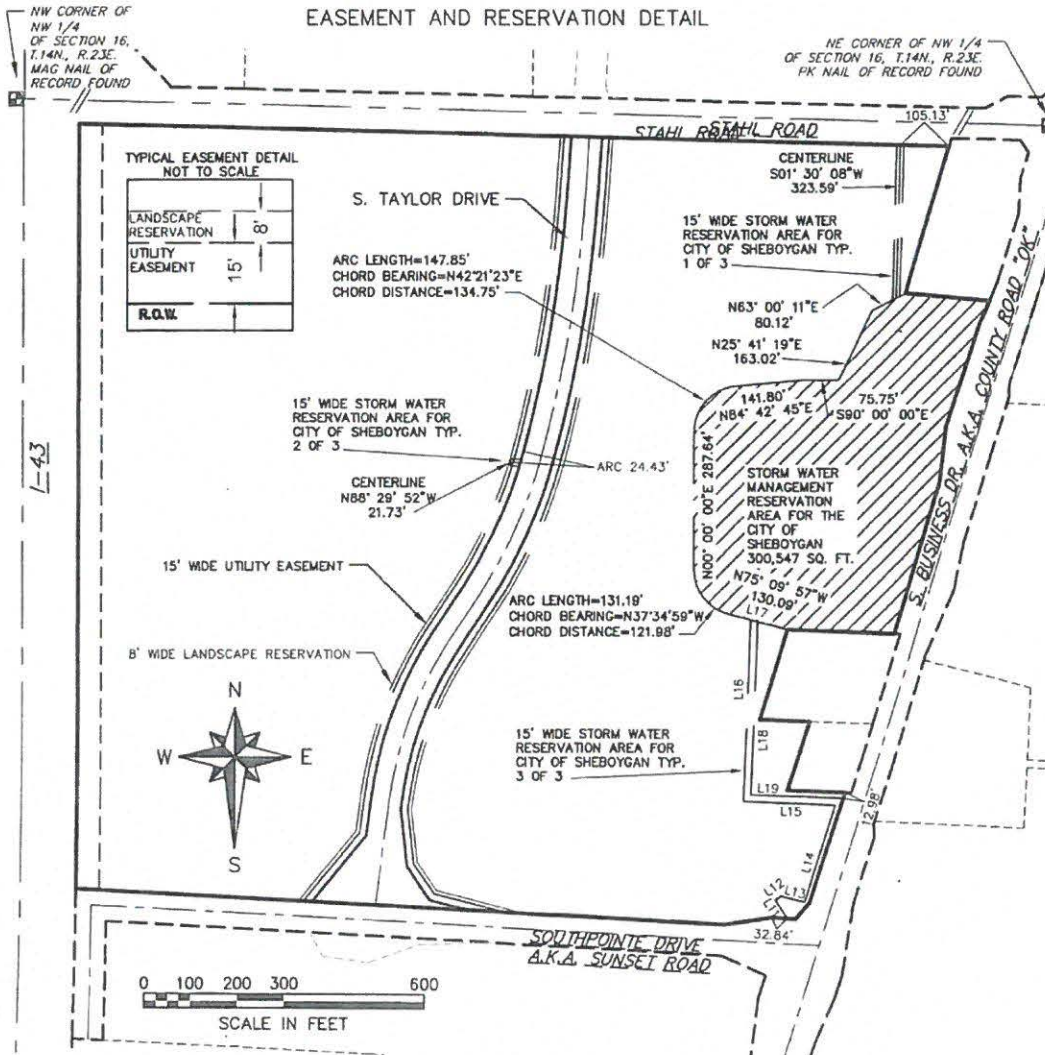 EASEMENT AND RESERVATION DETAIL
NW CORNER OF
NW 1/4
OF SECTION 16,
T.14N., R.23E.
MAG NAIL OF
RECORD FOUND
NE CORNER OF NW 1/4
OF SECTION 16, T.14N., R.23E.
PK NAIL OF RECORD FOUND
105.13'
STAHL ROAD
STAHL ROAD
TYPICAL EASEMENT DETAIL
NOT TO SCALE
LANDSCAPE
RESERVATION
8'
UTILITY
EASEMENT
15'
R.O.W.
S. TAYLOR DRIVE
CENTERLINE
S01° 30' 08"W
323.59'
15' WIDE STORM WATER
RESERVATION AREA FOR
CITY OF SHEBOYGAN TYP.
1 OF 3
ARC LENGTH=147.85'
CHORD BEARING=N42°21'23"E
CHORD DISTANCE=134.75'
N63° 00' 11"E
80.12'
N25° 41' 19"E
163.02'
141.80'
N84° 42' 45"E
75.75'
S90° 00' 00"E
15' WIDE STORM WATER
RESERVATION AREA FOR
CITY OF SHEBOYGAN TYP.
2 OF 3
ARC 24.43'
CENTERLINE
N88° 29' 52"W
21.73'
I-43
N00° 00' 00"E 287.64'
STORM WATER
MANAGEMENT
RESERVATION
AREA FOR THE
CITY OF
SHEBOYGAN
300,547 SQ. FT.
S. BUSINESS DR. A.K.A. COUNTY ROAD "OK"
15' WIDE UTILITY EASEMENT
N75° 09' 57"W
130.09'
L17
ARC LENGTH=131.19'
CHORD BEARING=N37°34'59"W
CHORD DISTANCE=121.98'
8' WIDE LANDSCAPE RESERVATION
L16
N
W
E
S
15' WIDE STORM WATER
RESERVATION AREA FOR
CITY OF SHEBOYGAN TYP.
3 OF 3
L18
L19
L15
12.98'
L14
L12
L13
L11
32.84'
SOUTHPOINTE DRIVE
A.K.A. SUNSET ROAD
0 100 200 300 600
SCALE IN FEET